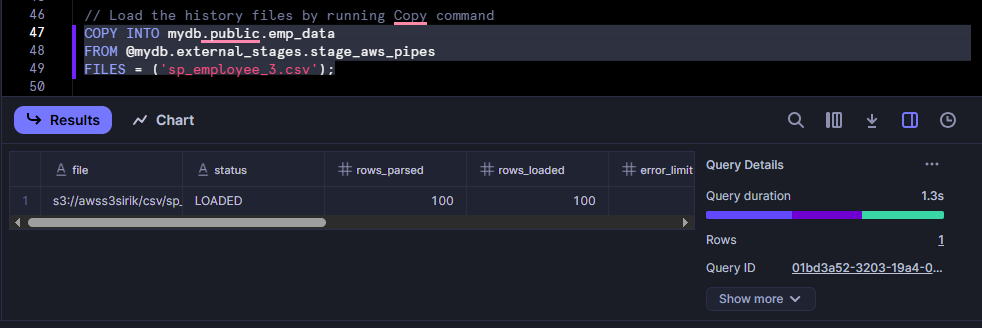 46 // Load the history files by running Copy command
47 COPY INTO mydb.public.emp_data
48 FROM @mydb.external_stages.stage_aws_pipes
49 FILES = ('sp_employee_3.csv');
50
Results Chart
A file A status # rows_parsed # rows_loaded # error_limit
1 s3://awss3sirik/csv/sp_ LOADED 100 100
Query Details ...
Query duration 1.3s
Rows 1
Query ID 01bd3a52-3203-19a4-0...
Show more